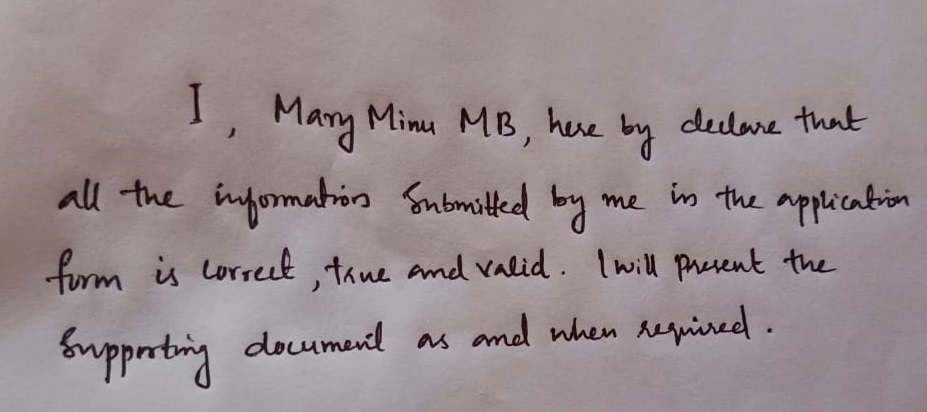 I, Mary Minu MB, here by declare that
all the information submitted by me in the application
form is correct, true and valid. I will present the
supporting document as and when required.